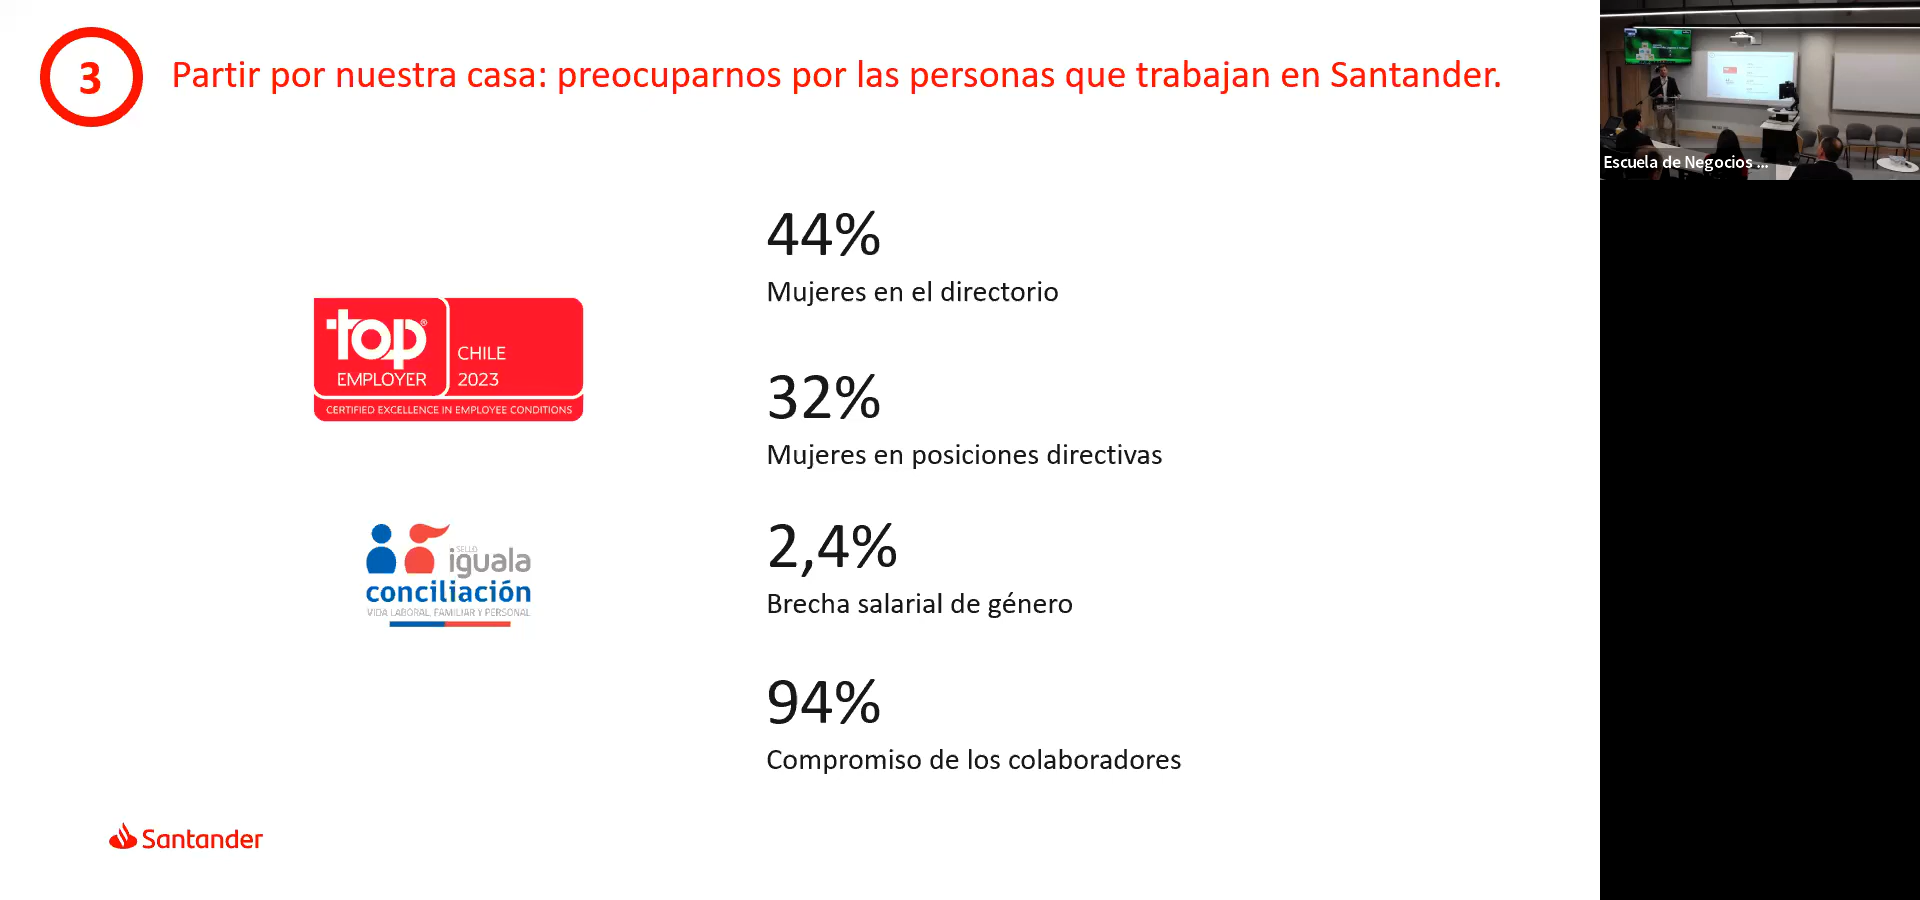 3
Partir por nuestra casa: preocuparnos por las personas que trabajan en Santander.
top®
EMPLOYER
CHILE
2023
CERTIFIED EXCELLENCE IN EMPLOYEE CONDITIONS
SELLO
iguala
conciliación
VIDA LABORAL, FAMILIAR Y PERSONAL
44%
Mujeres en el directorio
32%
Mujeres en posiciones directivas
2,4%
Brecha salarial de género
94%
Compromiso de los colaboradores
Santander
Escuela de Negocios ...